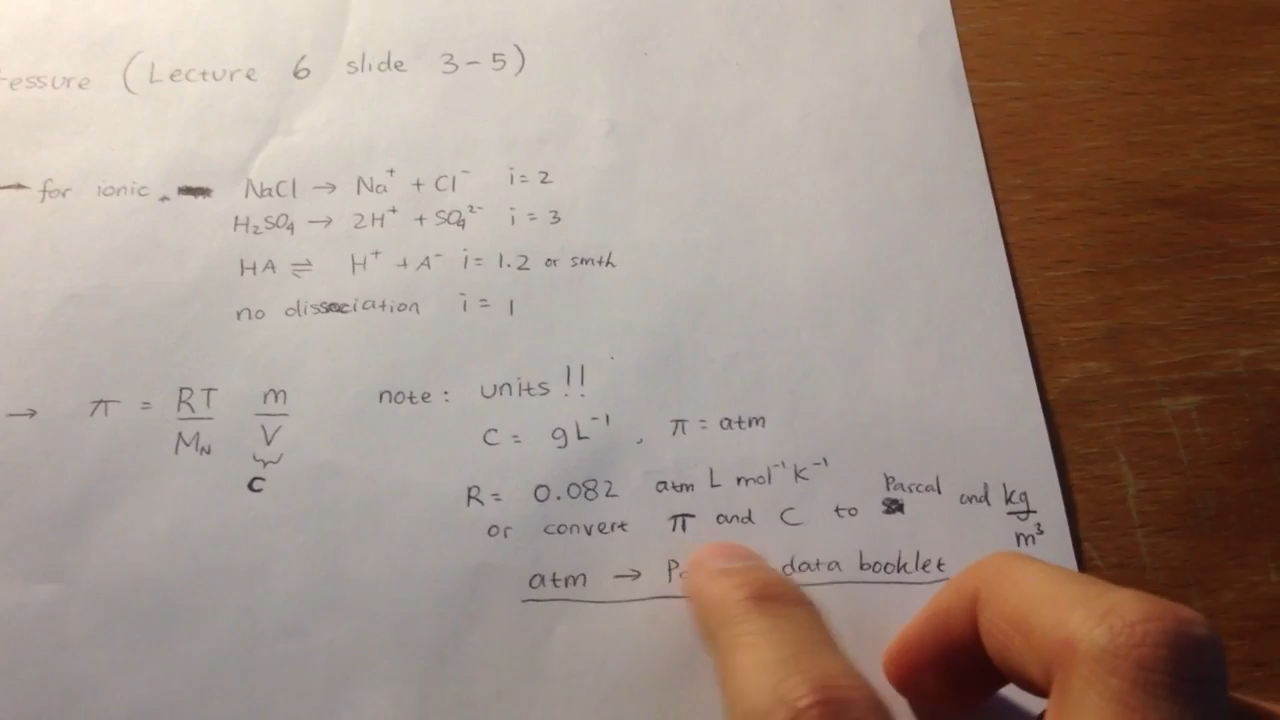 (Lecture 6 slide 3-5)
→ for ionic NaCl → Na⁺ + Cl⁻ i = 2
H₂SO₄ → 2H⁺ + SO₄²⁻ i = 3
HA ⇌ H⁺ + A⁻ i = 1.2 or smth
no dissociation i = 1
→ π = RT/M_N m/V note: units!!
C
C = gL⁻¹, π = atm
R = 0.082 atm L mol⁻¹ K⁻¹
or convert π and C to Pascal and kg/m³
atm → data booklet